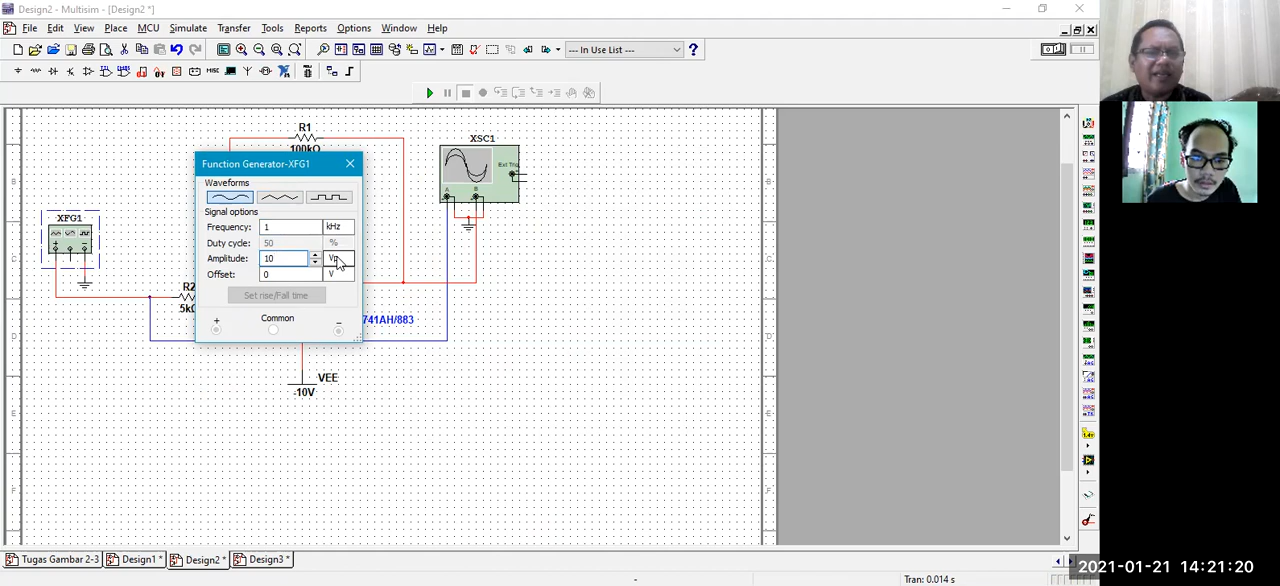 Design2 - Multisim - [Design2 *]
File Edit View Place MCU Simulate Transfer Tools Reports Options Window Help
--- In Use List ---
MISC
R1
100kΩ
XSC1
Ext Trig
A
B
Function Generator-XFG1
Waveforms
Signal options
Frequency: 1 kHz
Duty cycle: 50 %
Amplitude: 10 Vp
Offset: 0 V
Set rise/Fall time
Common
+
-
XFG1
R2
5kΩ
741AH/883
VEE
-10V
B
D
E
F
B
D
E
F
Tugas Gambar 2-3 Design1 * Design2 * Design3 *
2021-01-21 14:21:20
Tran: 0.014 s